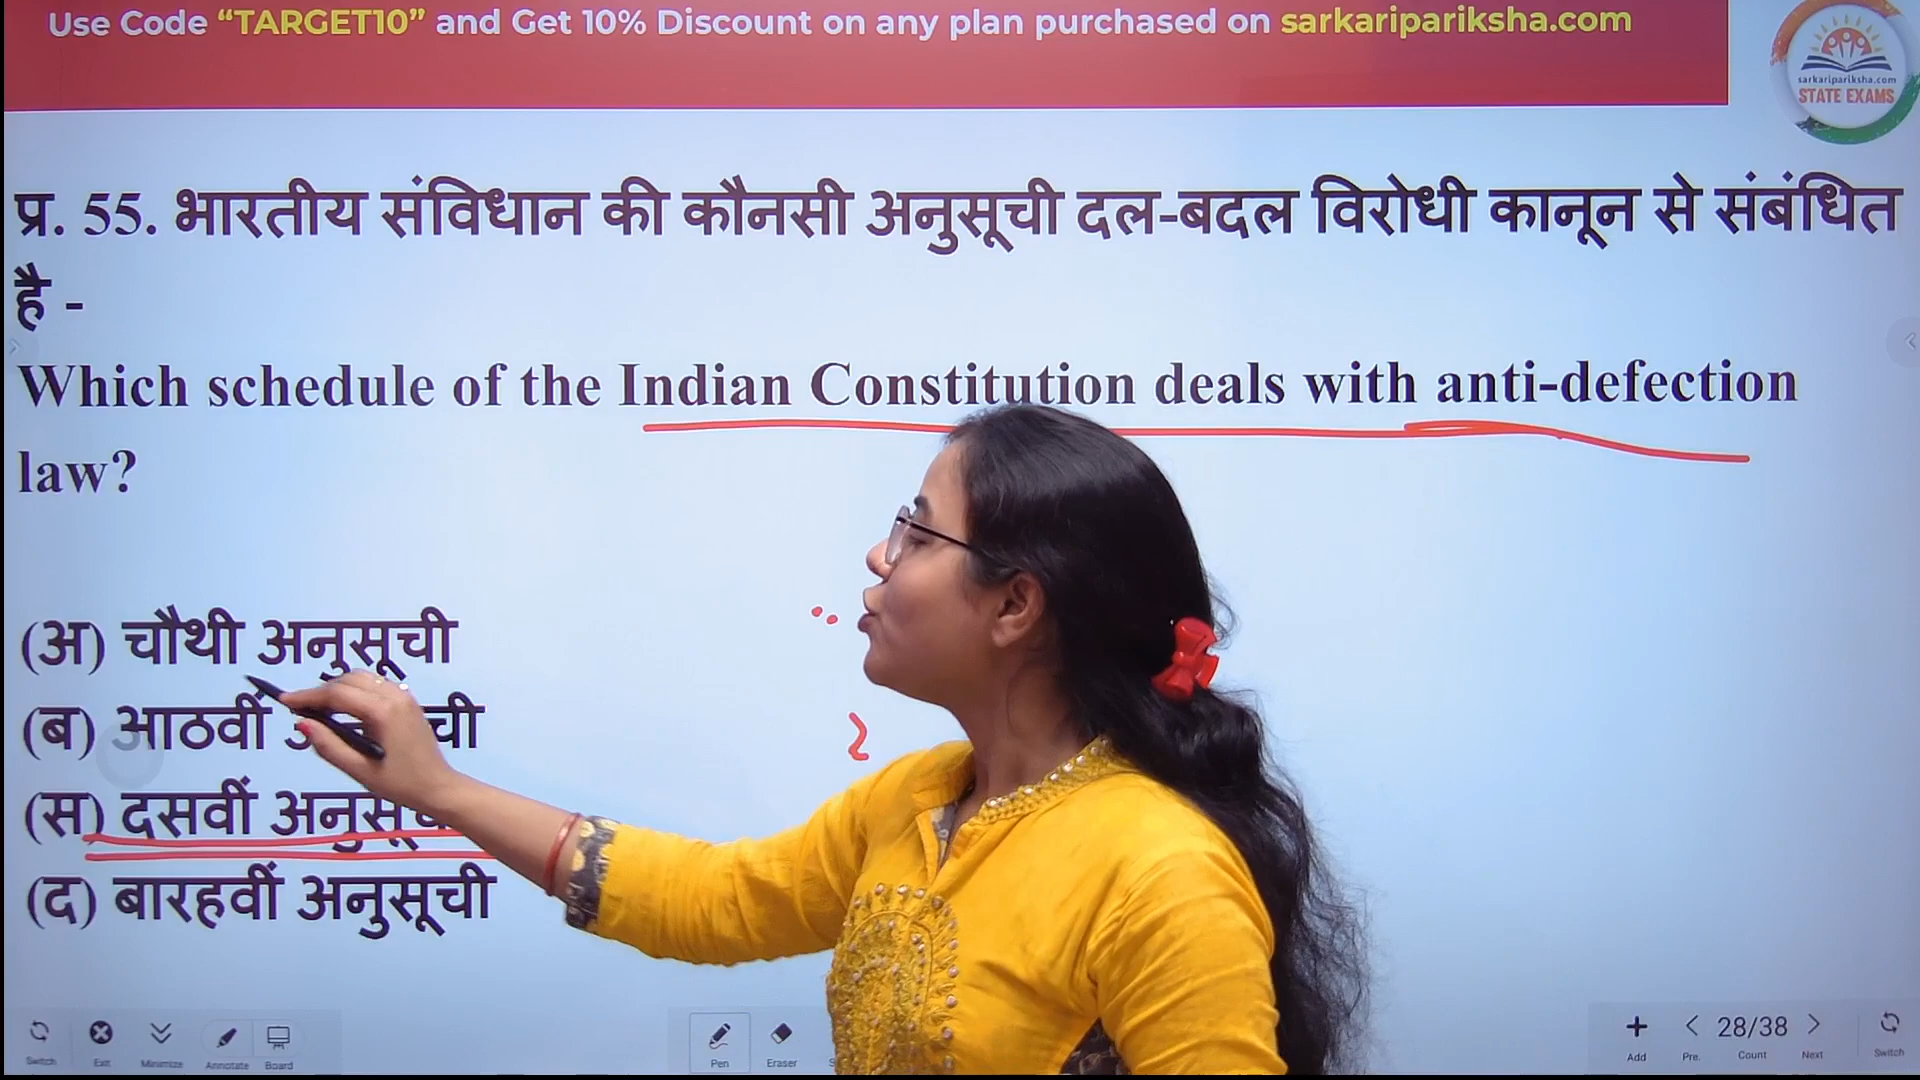 Use Code “TARGET10” and Get 10% Discount on any plan purchased on sarkaripariksha.com
sarkaripariksha.com
STATE EXAMS
प्र. 55. भारतीय संविधान की कौनसी अनुसूची दल-बदल विरोधी कानून से संबंधित
है -
Which schedule of the Indian Constitution deals with anti-defection
law?
(अ) चौथी अनुसूची
(ब) आठवीं
(स) दसवीं
(द) बारहवीं अनुसूची
Switch
Exit
Minimize
Annotate
Board
Pen
Eraser
Add
Pre.
28/38
Count
Next
Switch